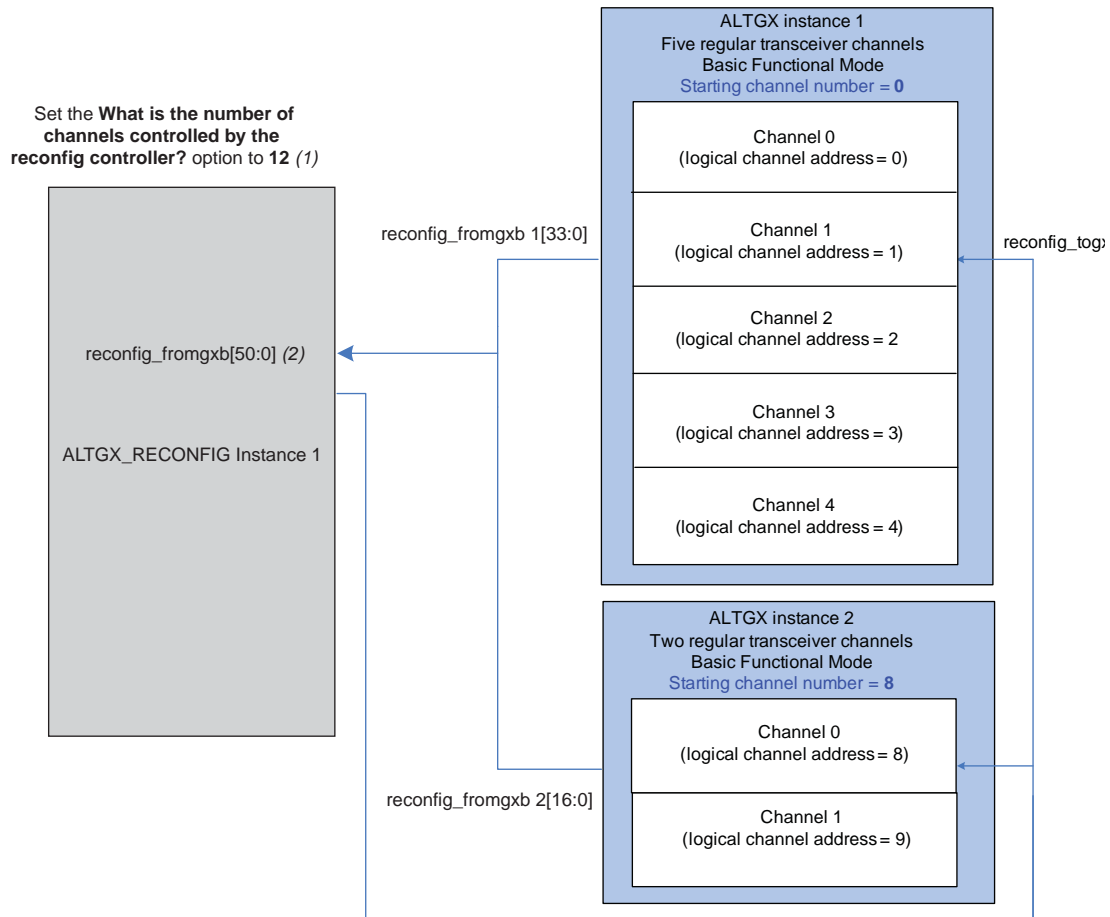 Set the What is the number of
channels controlled by the
reconfig controller? option to 12 (1)
reconfig_fromgxb[50:0] (2)
ALTGX_RECONFIG Instance 1
reconfig_fromgxb 1[33:0]
reconfig_fromgxb 2[16:0]
ALTGX instance 1
Five regular transceiver channels
Basic Functional Mode
Starting channel number = 0
Channel 0
(logical channel address = 0)
Channel 1
(logical channel address = 1)
Channel 2
(logical channel address = 2
Channel 3
(logical channel address = 3)
Channel 4
(logical channel address = 4)
ALTGX instance 2
Two regular transceiver channels
Basic Functional Mode
Starting channel number = 8
Channel 0
(logical channel address = 8)
Channel 1
(logical channel address = 9)
reconfig_togx